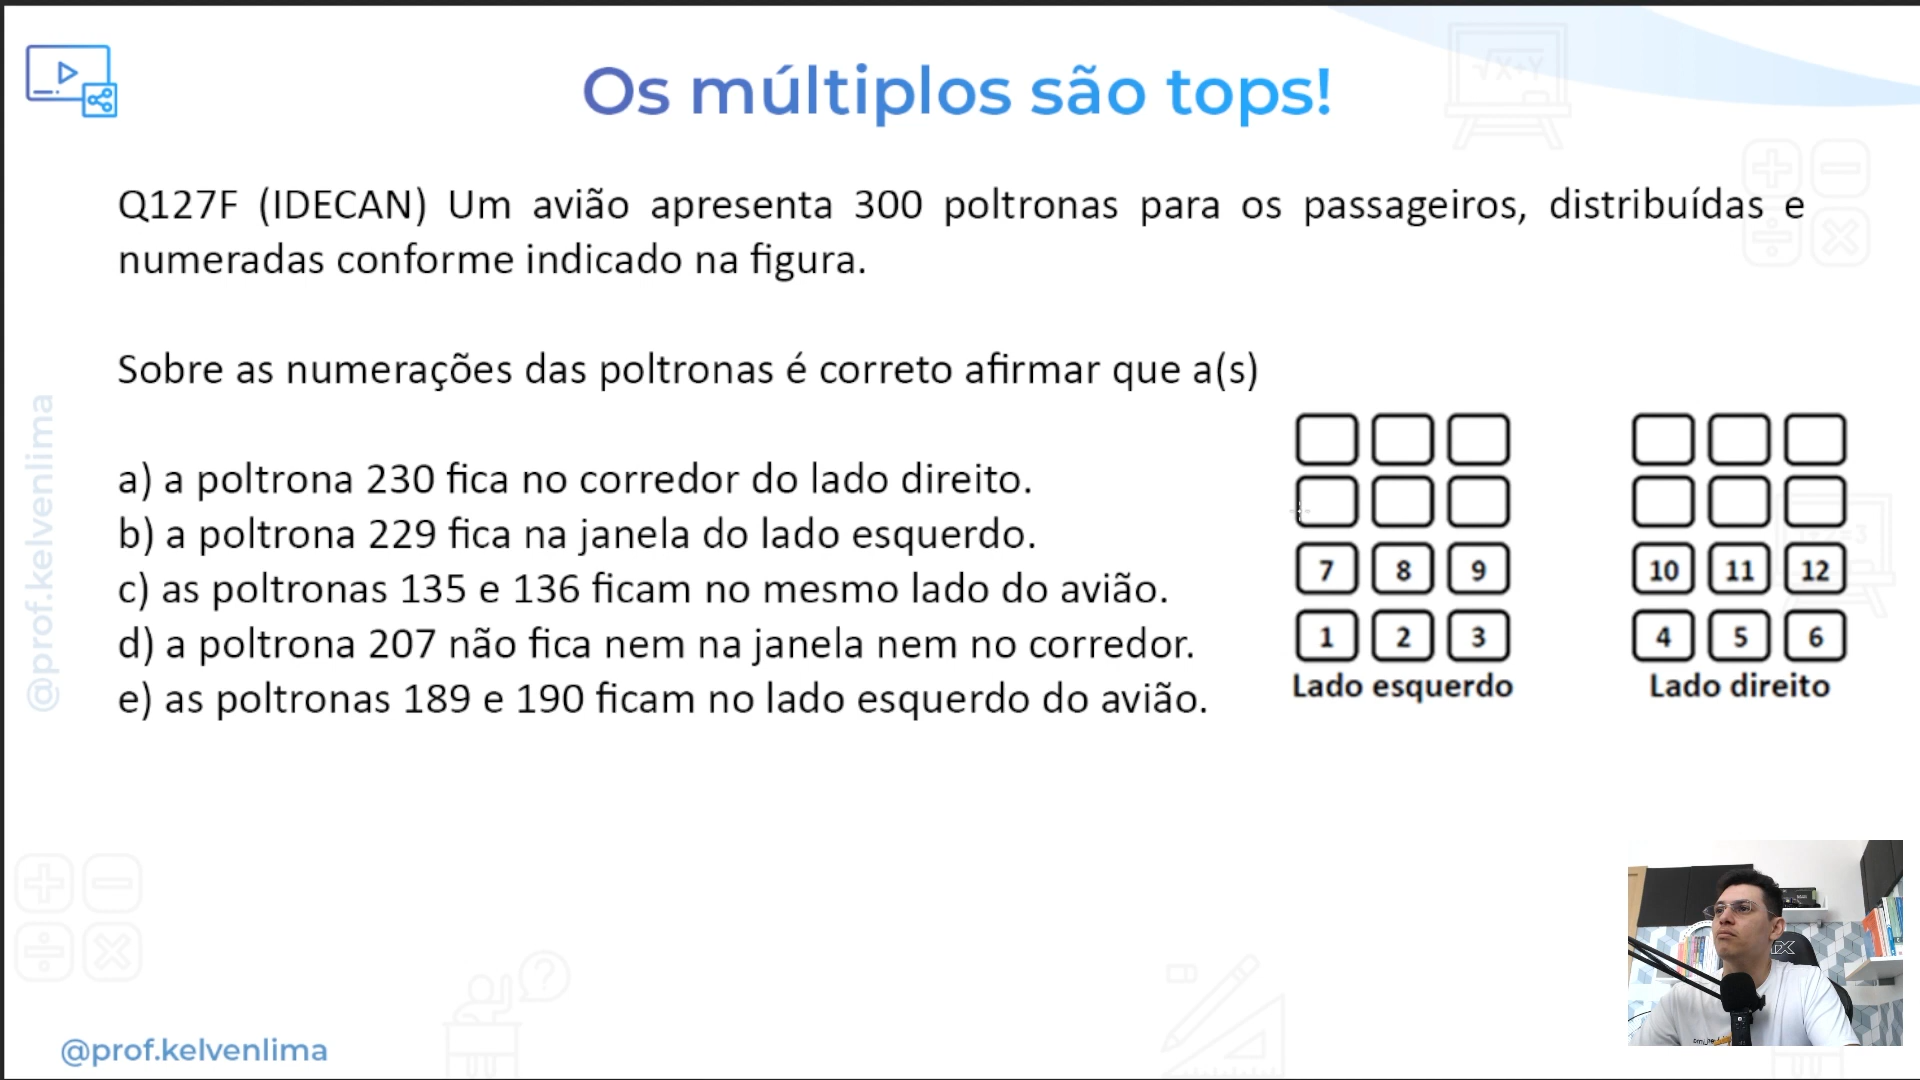 Os múltiplos são tops!
Q127F (IDECAN) Um avião apresenta 300 poltronas para os passageiros, distribuídas e
numeradas conforme indicado na figura.
Sobre as numerações das poltronas é correto afirmar que a(s)
a) a poltrona 230 fica no corredor do lado direito.
b) a poltrona 229 fica na janela do lado esquerdo.
c) as poltronas 135 e 136 ficam no mesmo lado do avião.
d) a poltrona 207 não fica nem na janela nem no corredor.
e) as poltronas 189 e 190 ficam no lado esquerdo do avião.
7 8 9 10 11 12
1 2 3 4 5 6
Lado esquerdo Lado direito
@prof.kelvenlima
@prof.kelvenlima